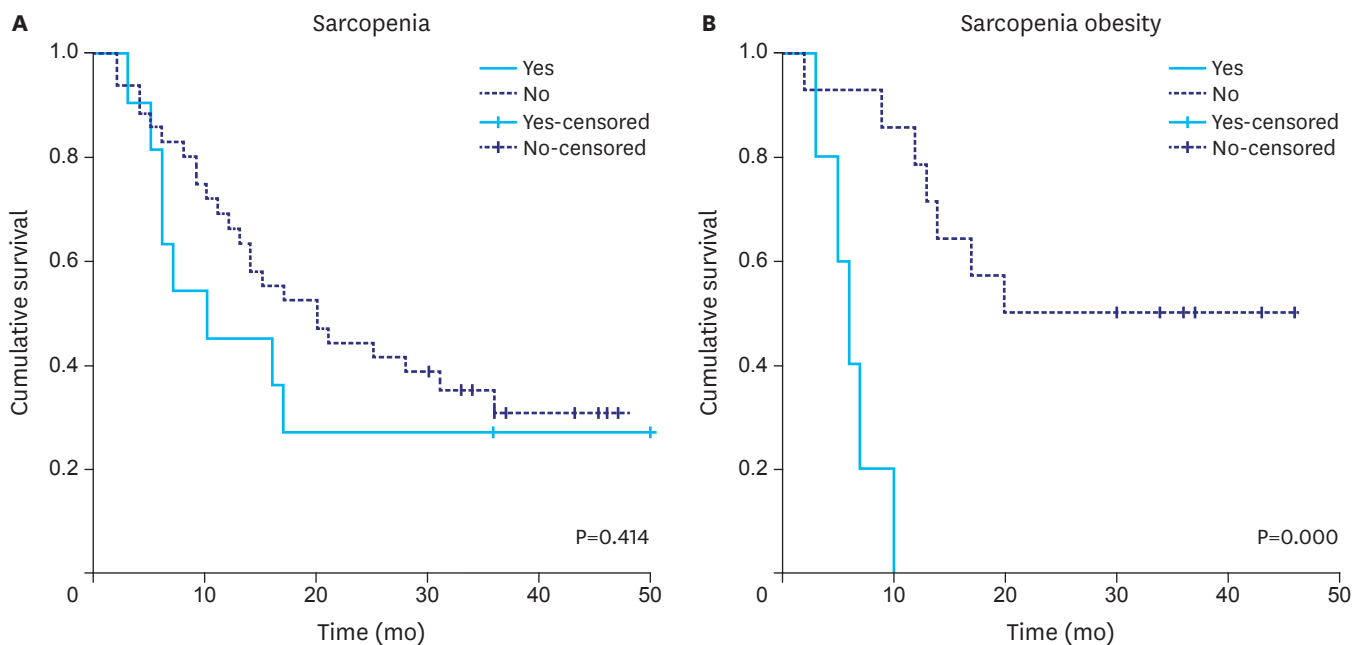 A
Sarcopenia
Cumulative survival
1.0
0.8
0.6
0.4
0.2
0
10
20
30
40
50
Time (mo)
Yes
No
Yes-censored
No-censored
P=0.414
B
Sarcopenia obesity
Cumulative survival
1.0
0.8
0.6
0.4
0.2
0
10
20
30
40
50
Time (mo)
Yes
No
Yes-censored
No-censored
P=0.000